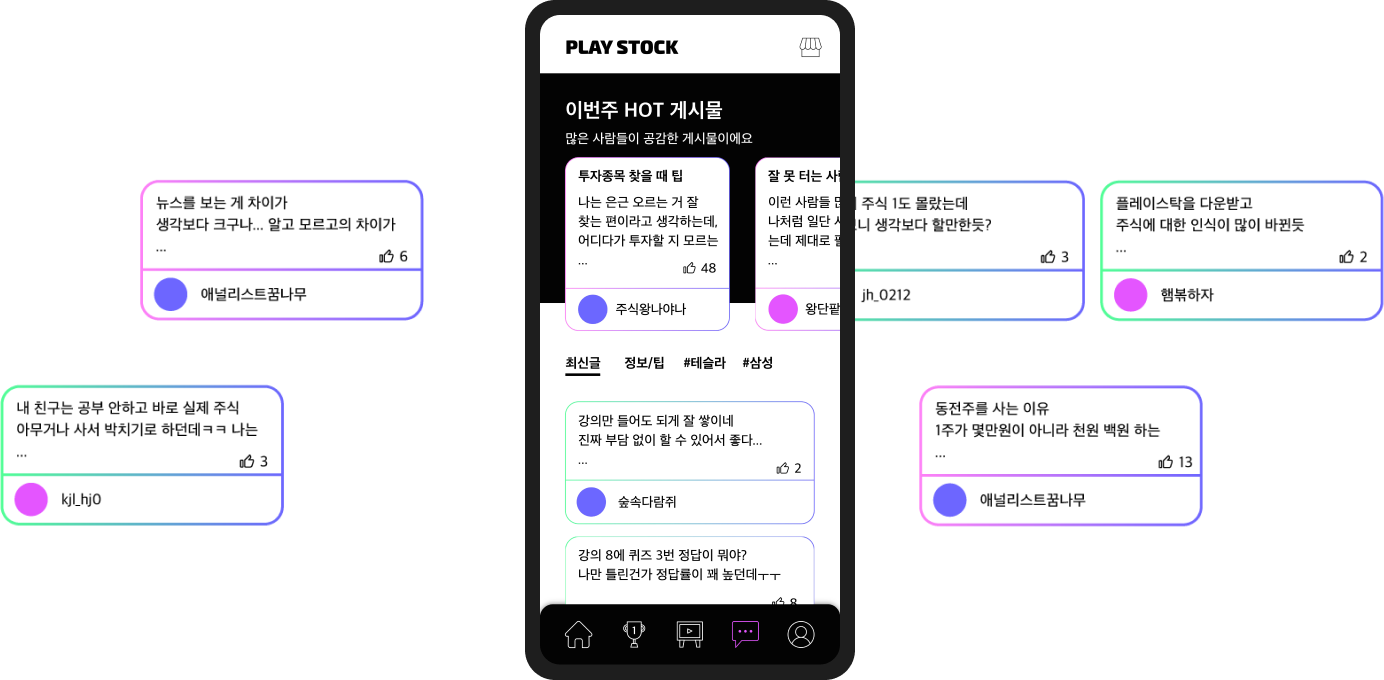 PLAY STOCK
이번주 HOT 게시물
많은 사람들이 공감한 게시물이에요
투자종목 찾을 때 팁
나는 은근 오르는 거 잘
찾는 편이라고 생각하는데,
어디다가 투자할 지 모르는
...
48
주식왕나야나
잘 못 터는
이런 사람들
나처럼 일단
는데 제대로
...
왕단팥
최신글 정보/팁 #테슬라 #삼성
강의만 들어도 되게 잘 쌓이네
진짜 부담 없이 할 수 있어서 좋다...
...
2
숲속다람쥐
강의 8에 퀴즈 3번 정답이 뭐야?
나만 틀린건가 정답률이 꽤 높던데ㅜㅜ
8
1
뉴스를 보는 게 차이가
생각보다 크구나... 알고 모르고의 차이가
...
6
애널리스트꿈나무
내 친구는 공부 안하고 바로 실제 주식
아무거나 사서 박치기로 하던데ㅋㅋ 나는
...
3
kjl_hj0
주식 1도 몰랐는데
생각보다 할만한듯?
3
jh_0212
플레이스탁을 다운받고
주식에 대한 인식이 많이 바뀐듯
...
2
햄볶하자
동전주를 사는 이유
1주가 몇만원이 아니라 천원 백원 하는
...
13
애널리스트꿈나무